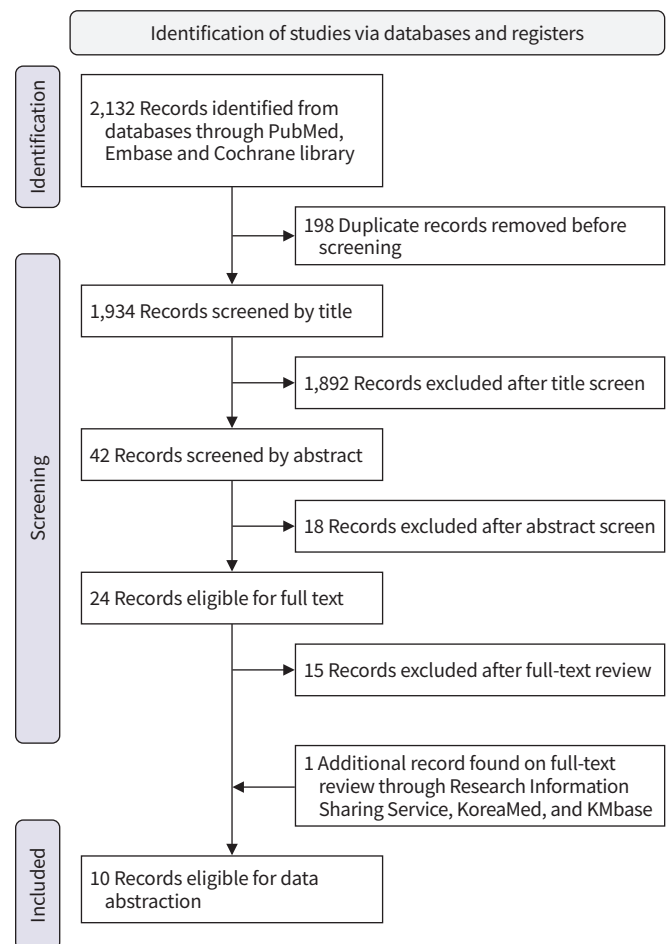 Identification of studies via databases and registers
Identification
2,132 Records identified from
databases through PubMed,
Embase and Cochrane library
198 Duplicate records removed before
screening
Screening
1,934 Records screened by title
1,892 Records excluded after title screen
42 Records screened by abstract
18 Records excluded after abstract screen
24 Records eligible for full text
15 Records excluded after full-text review
1 Additional record found on full-text
review through Research Information
Sharing Service, KoreaMed, and KMbase
Included
10 Records eligible for data
abstraction